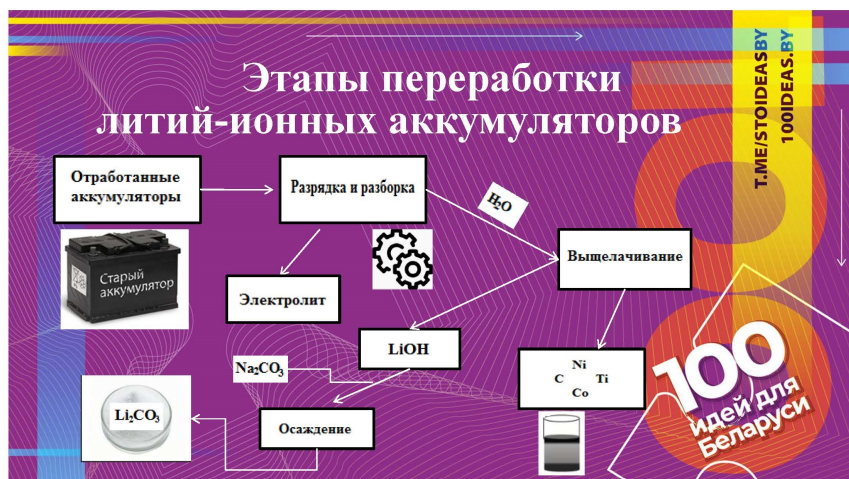 Этапы переработки
литий-ионных аккумуляторов
T.ME/STOIDEASBY
100IDEAS.BY
Отработанные
аккумуляторы
Разрядка и разборка
H₂O
Выщелачивание
Старый
аккумулятор
Электролит
LiOH
Na₂CO₃
Ni
C Ti
Co
Li₂CO₃
Осаждение
100
идей для
Беларуси